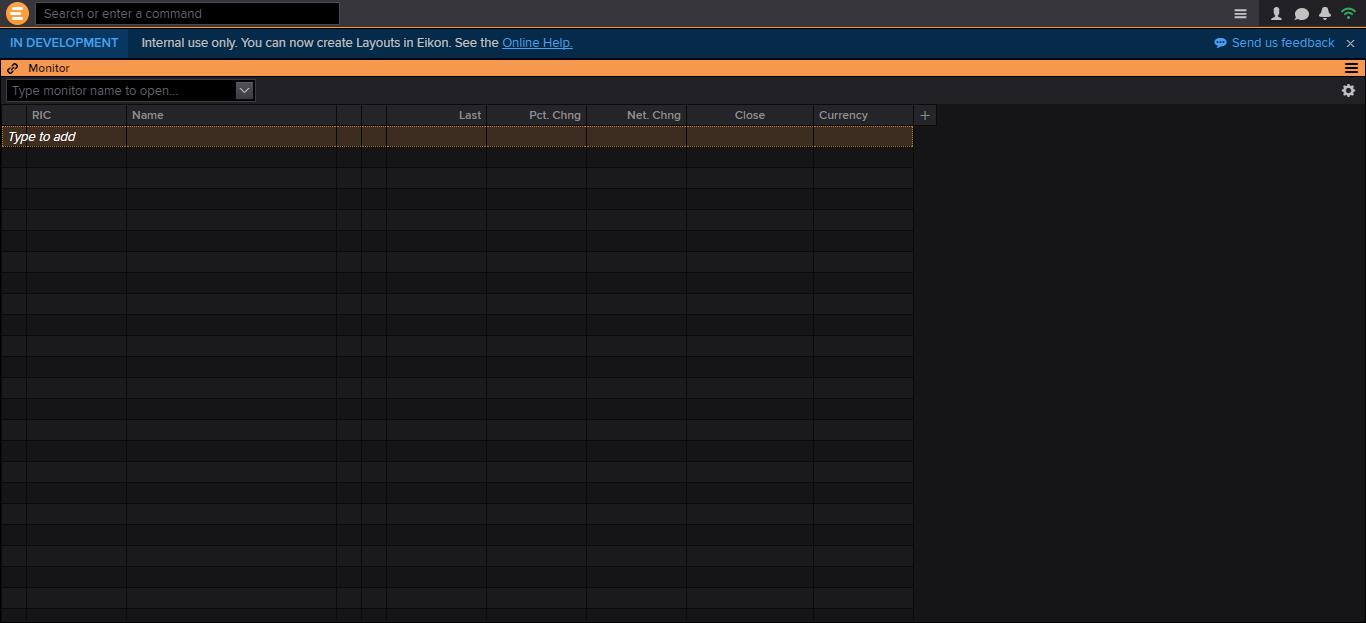 Search or enter a command
IN DEVELOPMENT Internal use only. You can now create Layouts in Eikon. See the Online Help. Send us feedback
Monitor
Type monitor name to open...
RIC Name Last Pct. Chng Net. Chng Close Currency +
Type to add